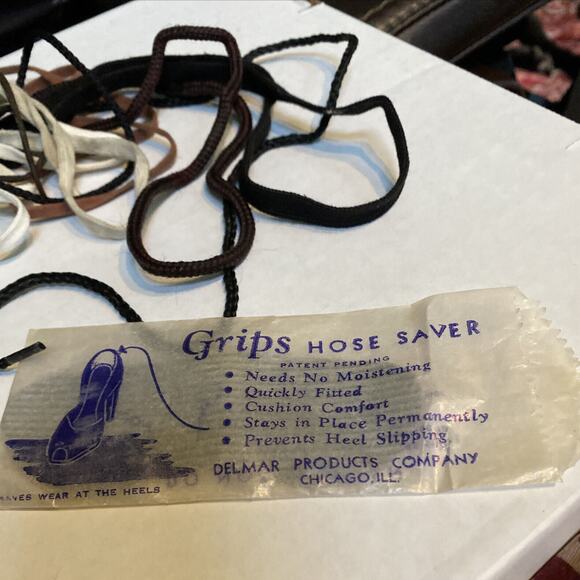 Grips HOSE SAVER
PATENT PENDING
• Needs No Moistening
• Quickly Fitted
• Cushion Comfort
• Stays in Place Permanently
• Prevents Heel Slipping
DELMAR PRODUCTS COMPANY
CHICAGO, ILL.
WEAR AT THE HEELS